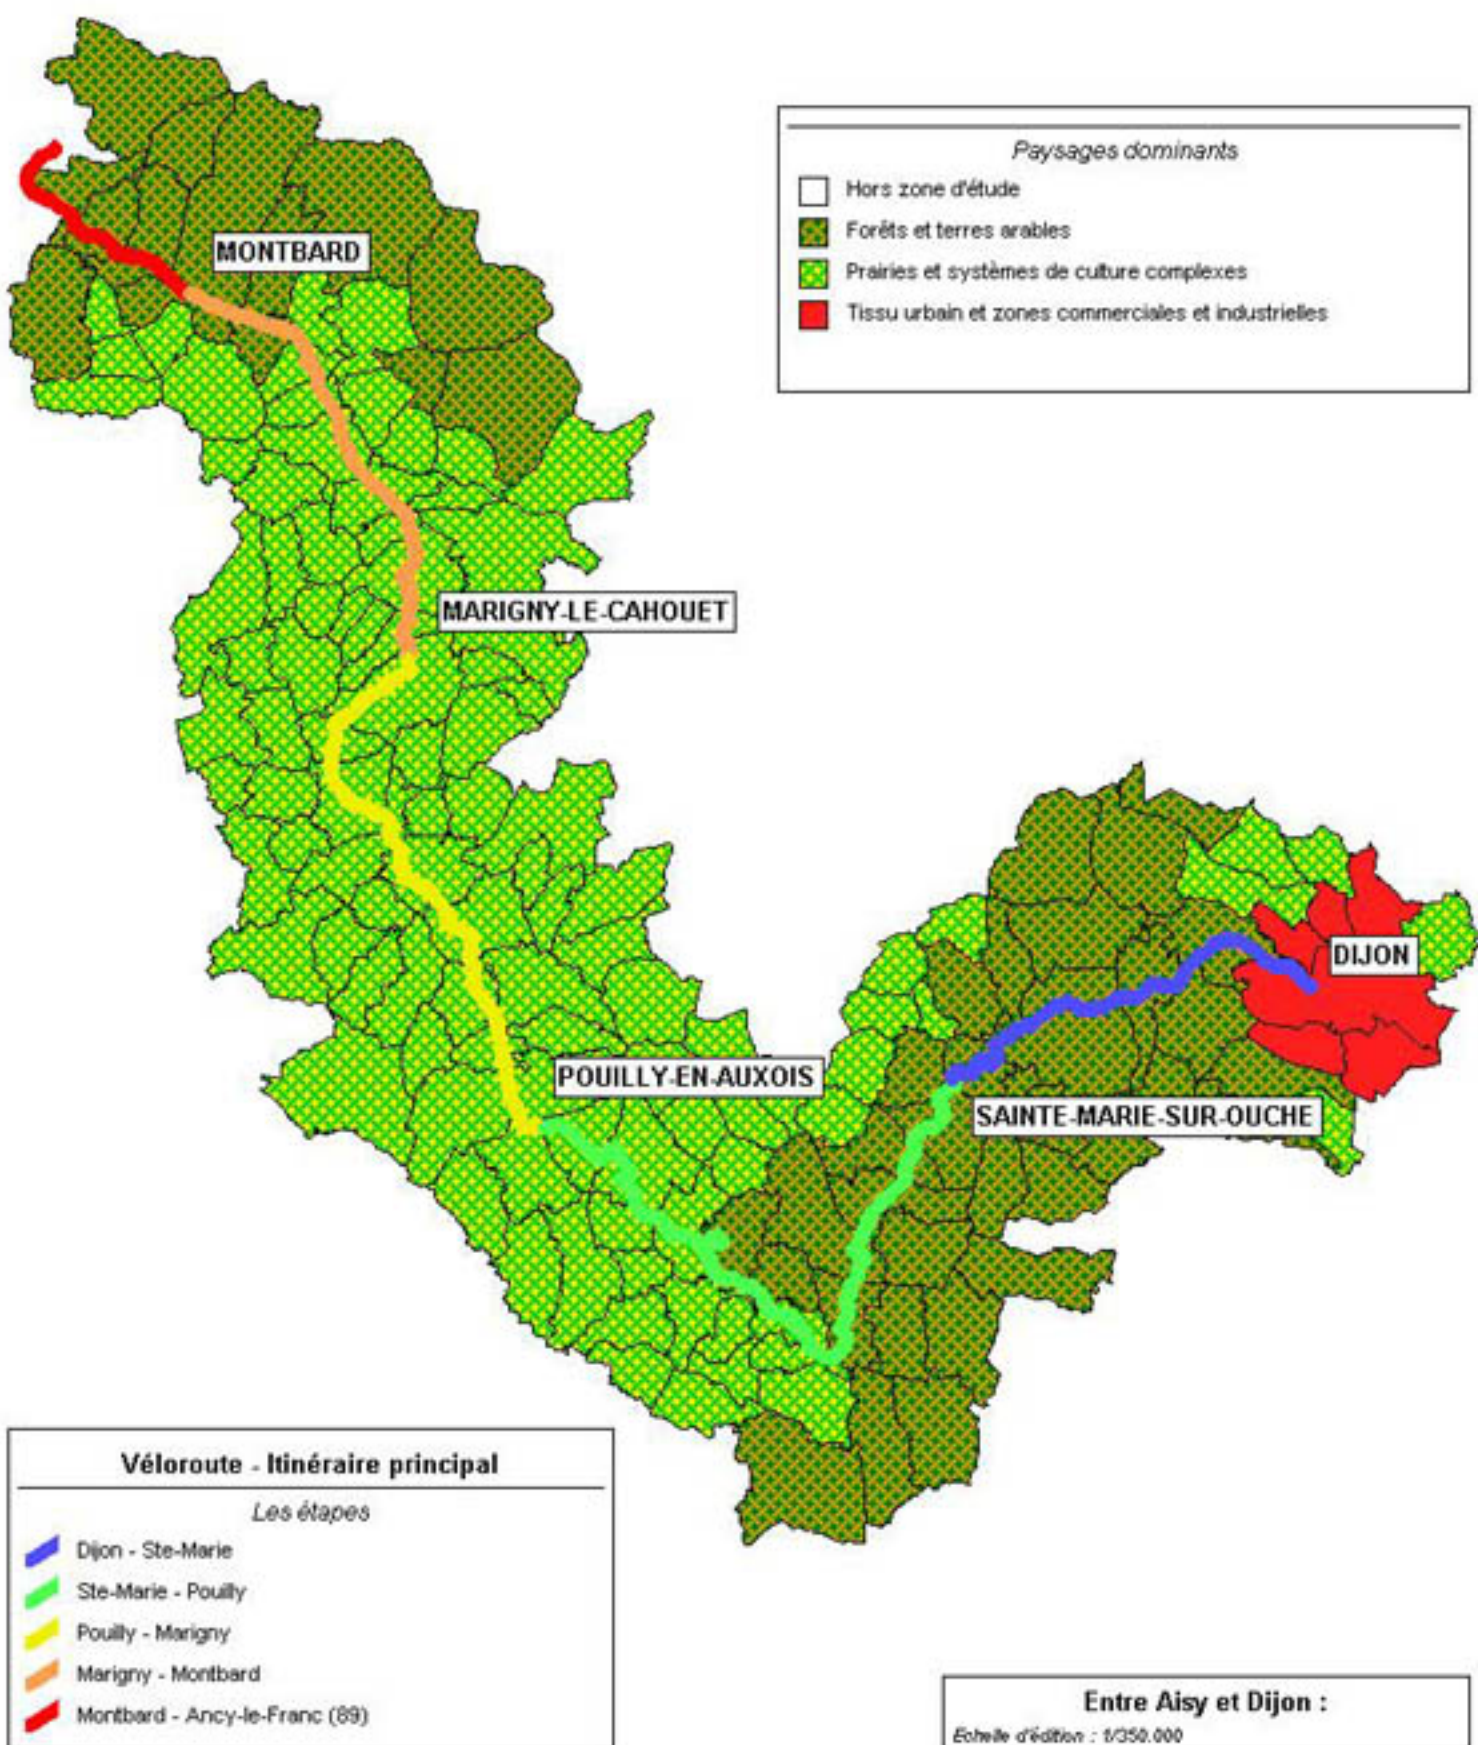 Paysages dominants
Hors zone d'étude
Forêts et terres arables
Prairies et systèmes de culture complexes
Tissu urbain et zones commerciales et industrielles
MONTBARD
MARIGNY-LE-CAHOUET
DIJON
POUILLY-EN-AUXOIS
SAINTE-MARIE-SUR-OUCHE
Véloroute - Itinéraire principal
Les étapes
Dijon - Ste-Marie
Ste-Marie - Pouilly
Pouilly - Marigny
Marigny - Montbard
Montbard - Ancy-le-Franc (89)
Entre Aisy et Dijon :
Echelle d'édition : 1/350.000